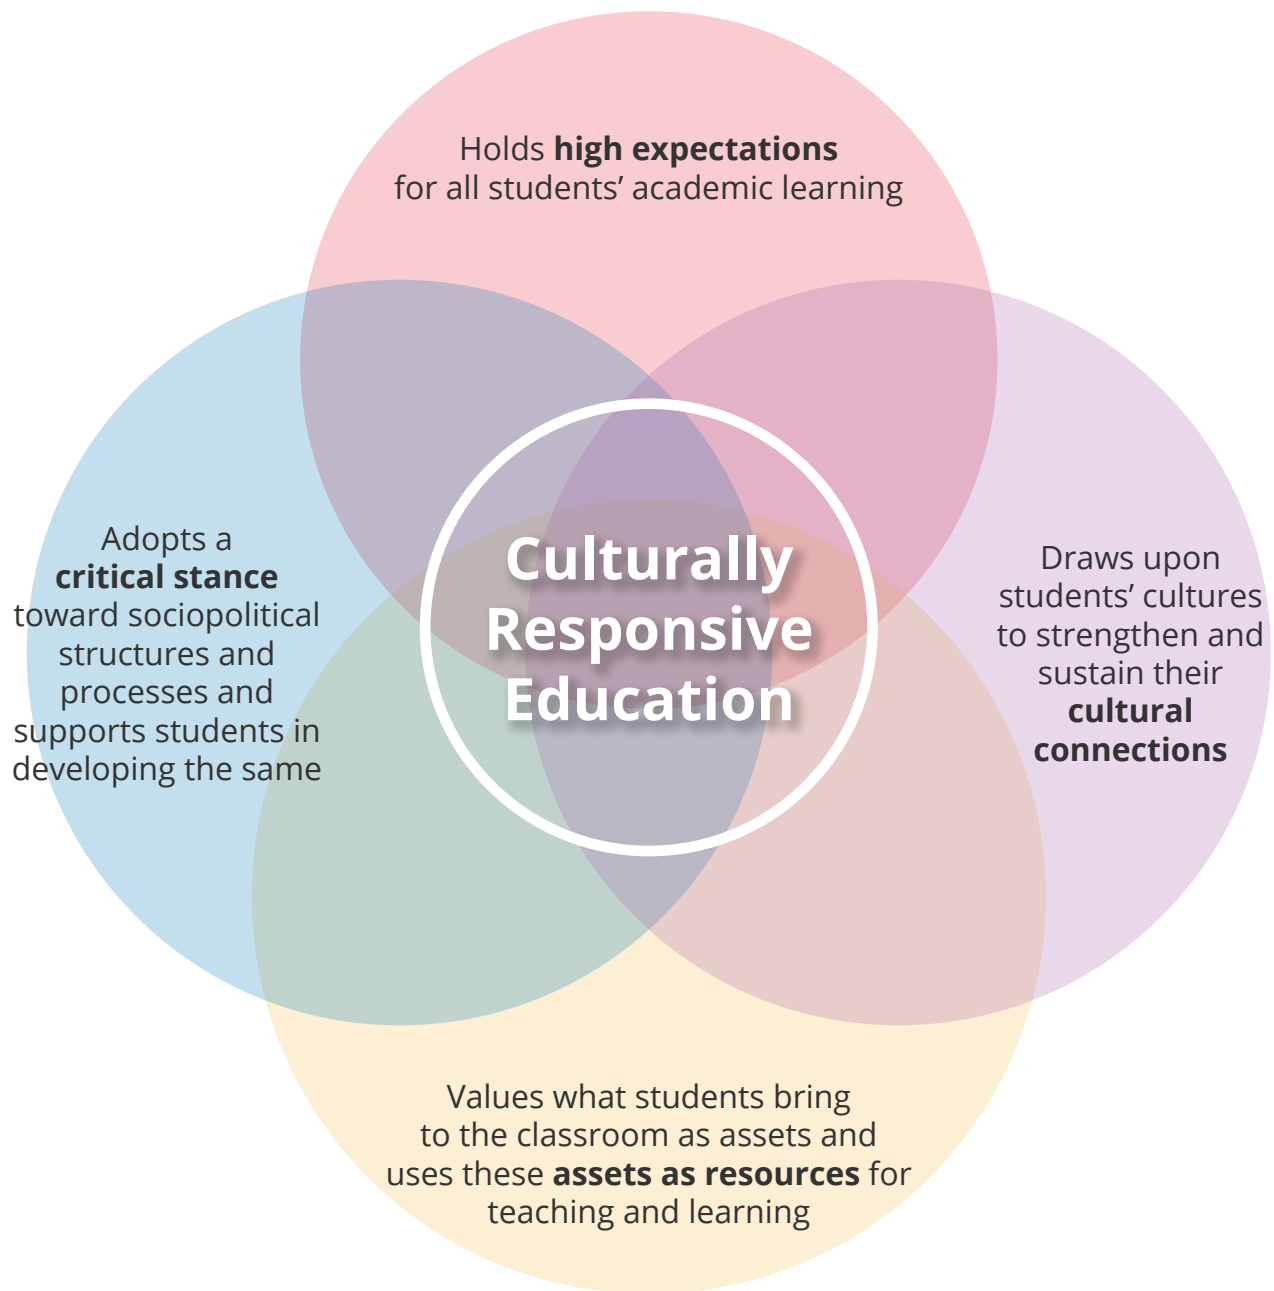 Holds high expectations
for all students’ academic learning
Adopts a
critical stance
toward sociopolitical
structures and
processes and
supports students in
developing the same
Culturally
Responsive
Education
Draws upon
students’ cultures
to strengthen and
sustain their
cultural
connections
Values what students bring
to the classroom as assets and
uses these assets as resources for
teaching and learning